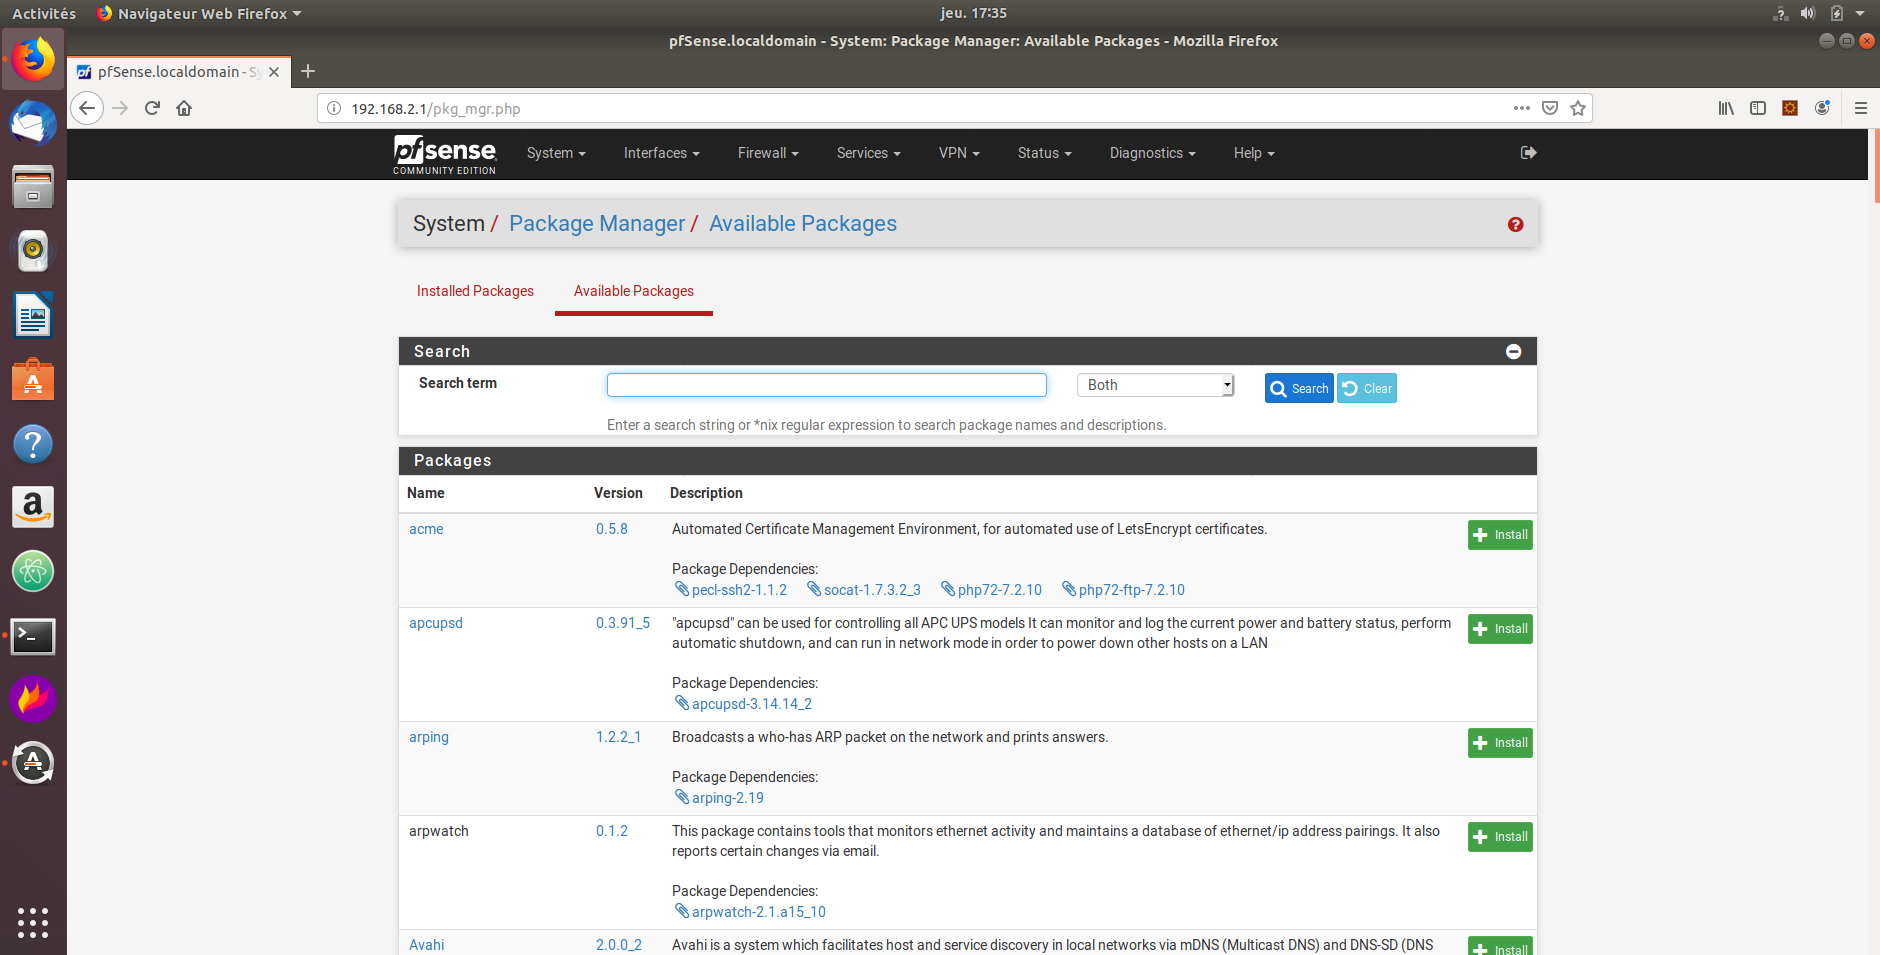 Activités
Navigateur Web Firefox
jeu. 17:35
pfSense.localdomain - System: Package Manager: Available Packages - Mozilla Firefox
pfSense.localdomain - Sy
192.168.2.1/pkg_mgr.php
pfsense
COMMUNITY EDITION
System
Interfaces
Firewall
Services
VPN
Status
Diagnostics
Help
System / Package Manager / Available Packages
Installed Packages
Available Packages
Search
Search term
Both
Search
Clear
Enter a search string or *nix regular expression to search package names and descriptions.
Packages
Name Version Description
acme 0.5.8 Automated Certificate Management Environment, for automated use of LetsEncrypt certificates.
Install
Package Dependencies:
pecl-ssh2-1.1.2 socat-1.7.3.2_3 php72-7.2.10 php72-ftp-7.2.10
apcupsd 0.3.91_5 "apcupsd" can be used for controlling all APC UPS models It can monitor and log the current power and battery status, perform
automatic shutdown, and can run in network mode in order to power down other hosts on a LAN
Install
Package Dependencies:
apcupsd-3.14.14_2
arping 1.2.2_1 Broadcasts a who-has ARP packet on the network and prints answers.
Install
Package Dependencies:
arping-2.19
arpwatch 0.1.2 This package contains tools that monitors ethernet activity and maintains a database of ethernet/ip address pairings. It also
reports certain changes via email.
Install
Package Dependencies:
arpwatch-2.1.a15_10
Avahi 2.0.0_2 Avahi is a system which facilitates host and service discovery in local networks via mDNS (Multicast DNS) and DNS-SD (DNS
Install